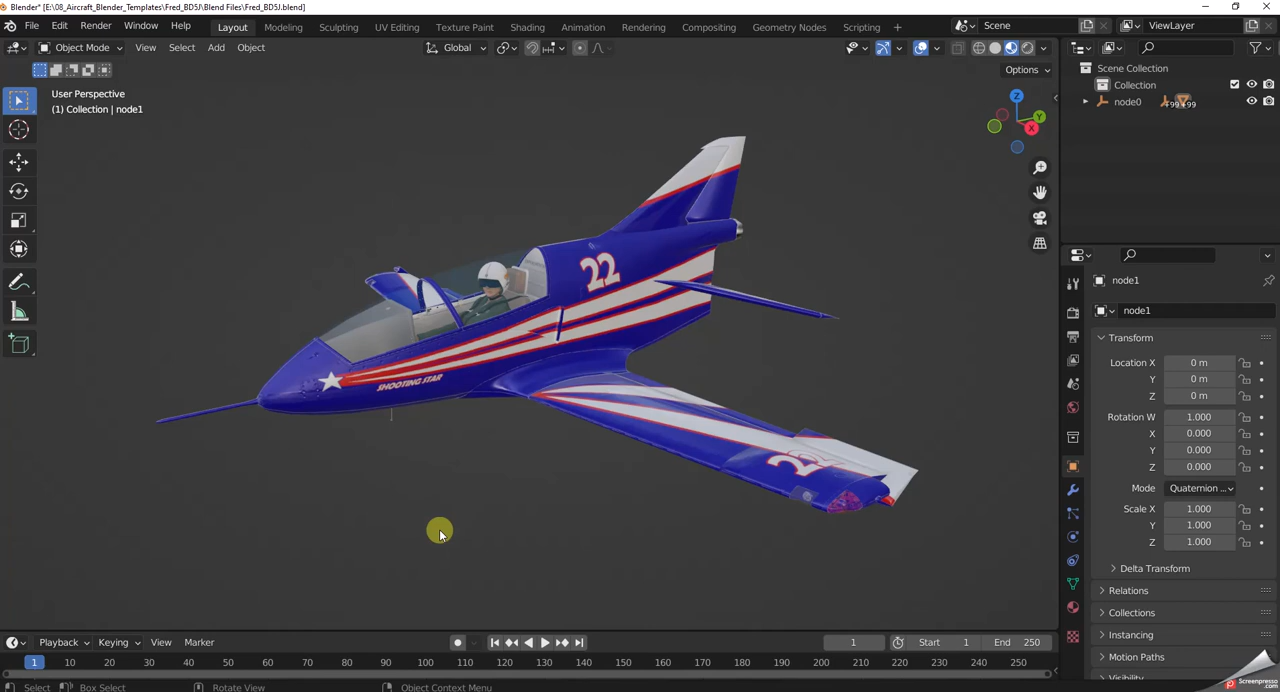 Blender* [E:\08_Aircraft_Blender_Templates\Fred_BD5J\Blend Files\Fred_BD5J.blend]
File Edit Render Window Help Layout Modeling Sculpting UV Editing Texture Paint Shading Animation Rendering Compositing Geometry Nodes Scripting + Scene ViewLayer
Object Mode View Select Add Object Global
Options
User Perspective
(1) Collection | node1
Z
Y
X
22
SHOOTING STAR
22
Scene Collection
Collection
node0 +99 +99
node1
node1
Transform
Location X 0 m
Y 0 m
Z 0 m
Rotation W 1.000
X 0.000
Y 0.000
Z 0.000
Mode Quaternion ...
Scale X 1.000
Y 1.000
Z 1.000
Delta Transform
Relations
Collections
Instancing
Motion Paths
Visibility
Playback Keying View Marker 1 Start 1 End 250
1 10 20 30 40 50 60 70 80 90 100 110 120 130 140 150 160 170 180 190 200 210 220 230 240 250
Select Box Select Rotate View Object Context Menu
Screenpresso
.com